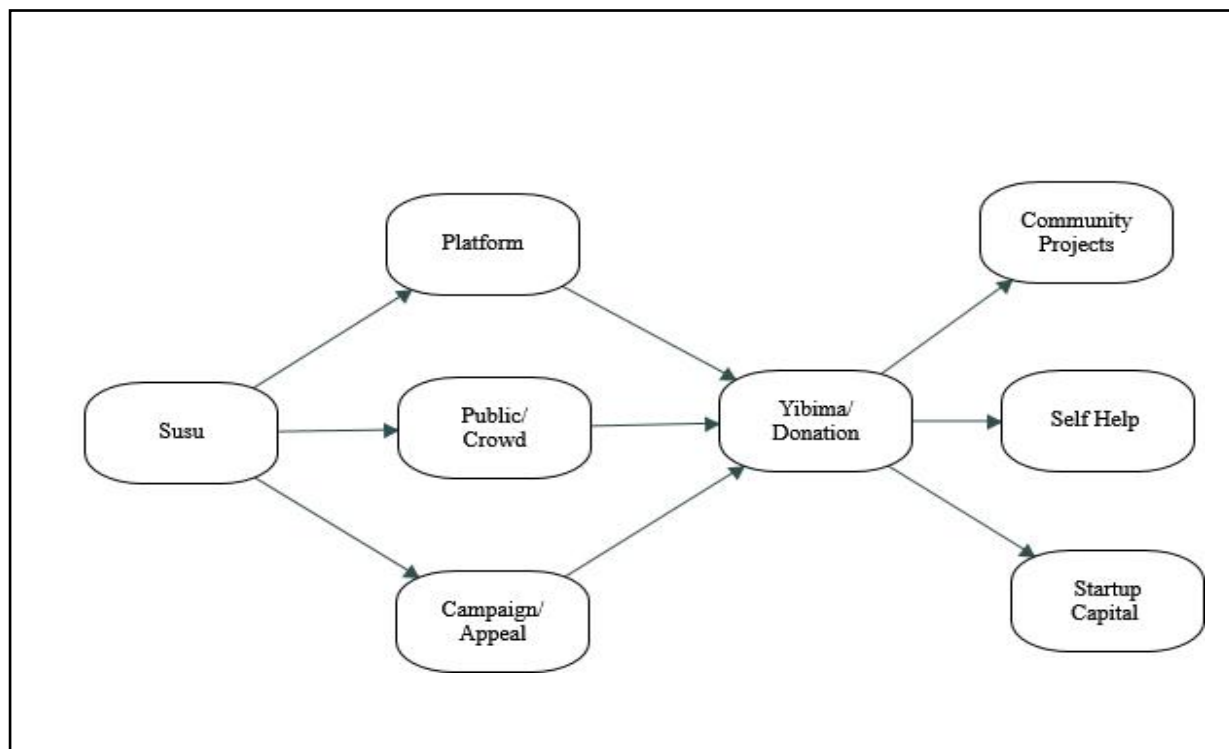 Susu
Platform
Public/
Crowd
Campaign/
Appeal
Yibima/
Donation
Community
Projects
Self Help
Startup
Capital